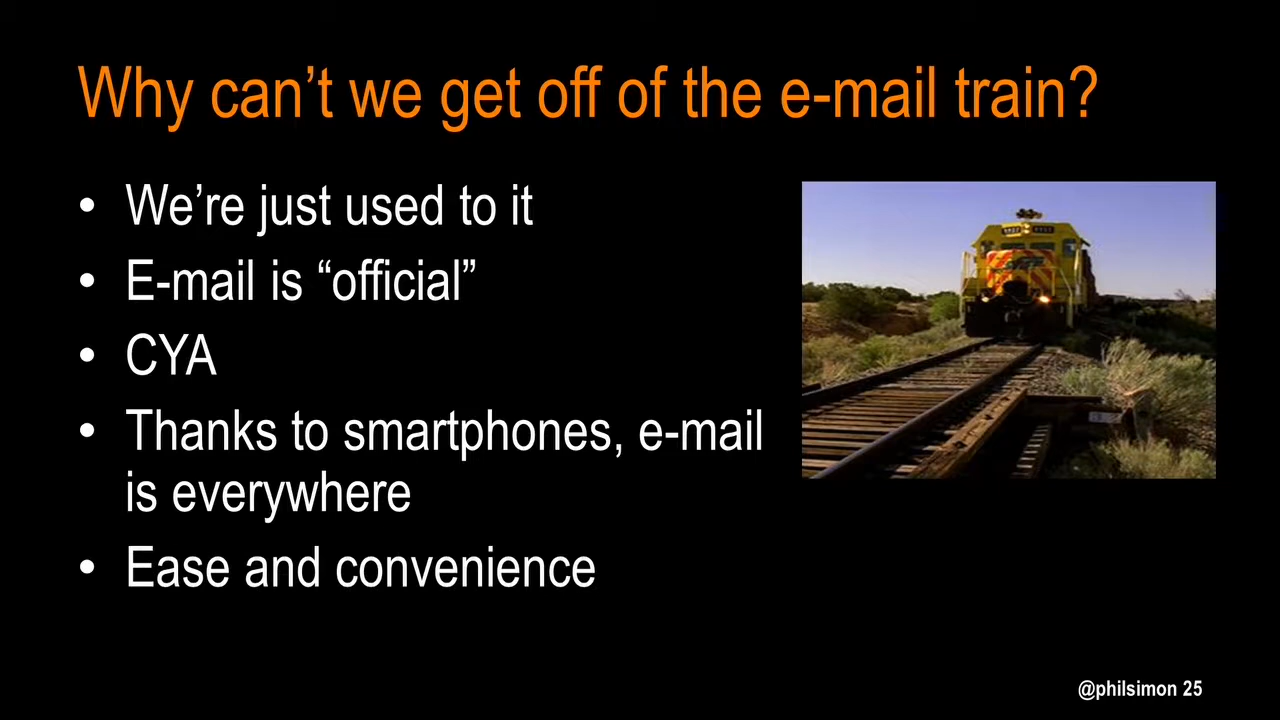 Why can’t we get off of the e-mail train?
• We’re just used to it
• E-mail is “official”
• CYA
• Thanks to smartphones, e-mail
is everywhere
• Ease and convenience
@philsimon 25